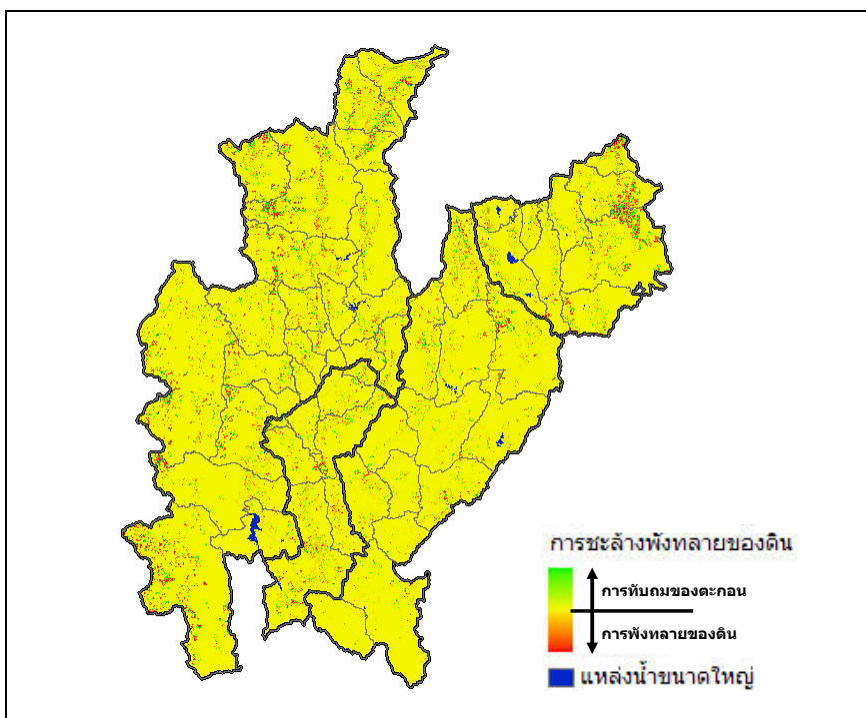 การชะล้างพังทลายของดิน
การทับถมของตะกอน
การพังทลายของดิน
แหล่งน้ำขนาดใหญ่